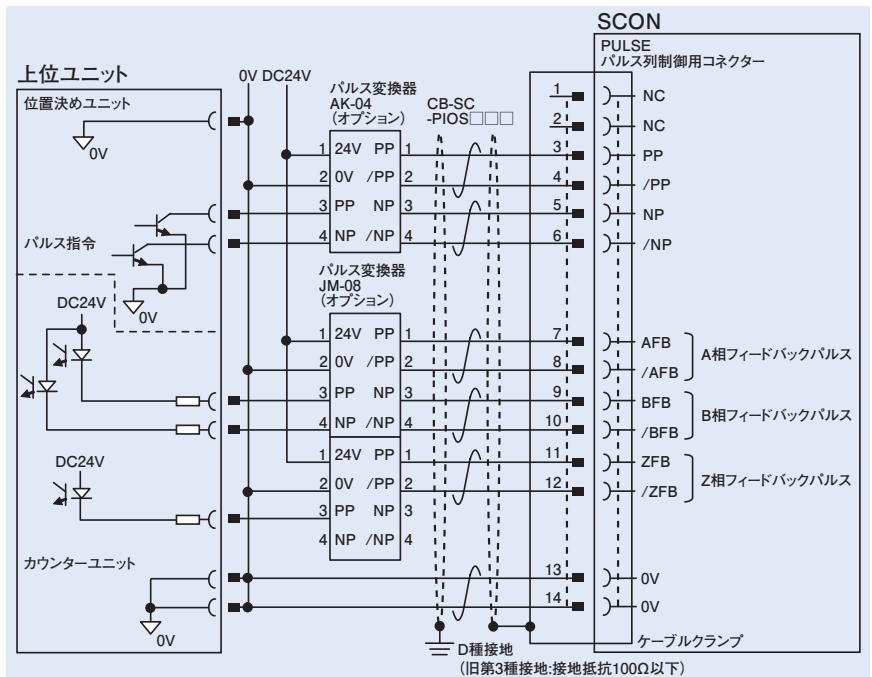 SCON
PULSE
パルス列制御用コネクター
上位ユニット
位置決めユニット
0V
0V DC24V
パルス変換器
AK-04
(オプション)
CB-SC
-PIOS□□□
1 24V PP 1
2 0V /PP 2
3 PP NP 3
4 NP /NP 4
1 NC
2 NC
3 PP
4 /PP
5 NP
6 /NP
パルス指令
0V
パルス変換器
JM-08
(オプション)
DC24V
1 24V PP 1
2 0V /PP 2
3 PP NP 3
4 NP /NP 4
1 24V PP 1
2 0V /PP 2
3 PP NP 3
4 NP /NP 4
7 AFB
8 /AFB
A相フィードバックパルス
9 BFB
10 /BFB
B相フィードバックパルス
11 ZFB
12 /ZFB
Z相フィードバックパルス
DC24V
カウンターユニット
0V
13 0V
14 0V
ケーブルクランプ
D種接地
(旧第3種接地:接地抵抗100Ω以下)